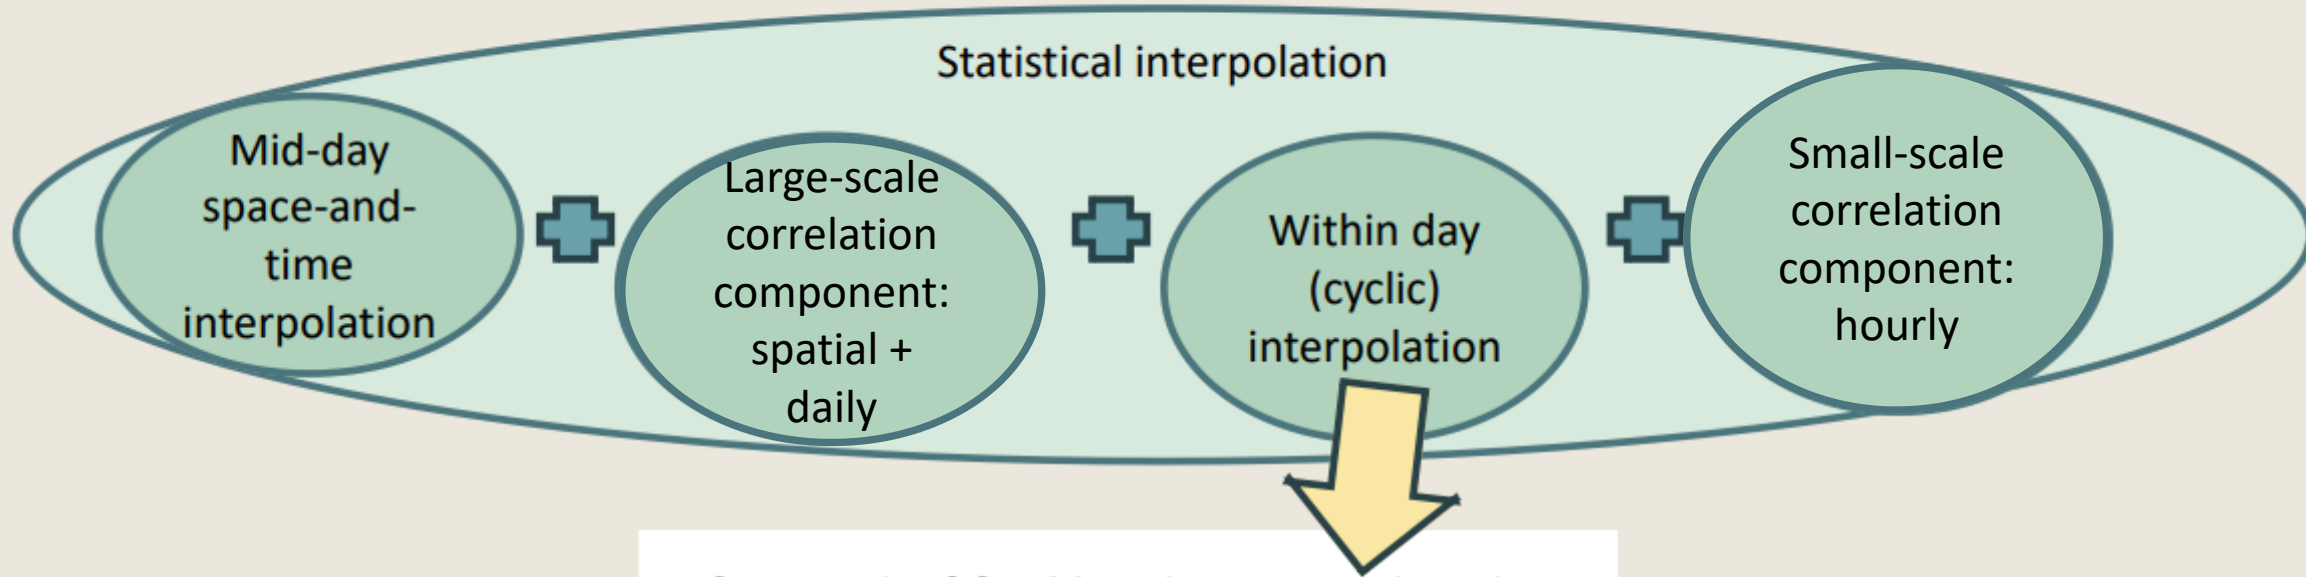 Statistical interpolation
Mid-day
space-and-
time
interpolation
Large-scale
correlation
component:
spatial +
daily
Within day
(cyclic)
interpolation
Small-scale
correlation
component:
hourly